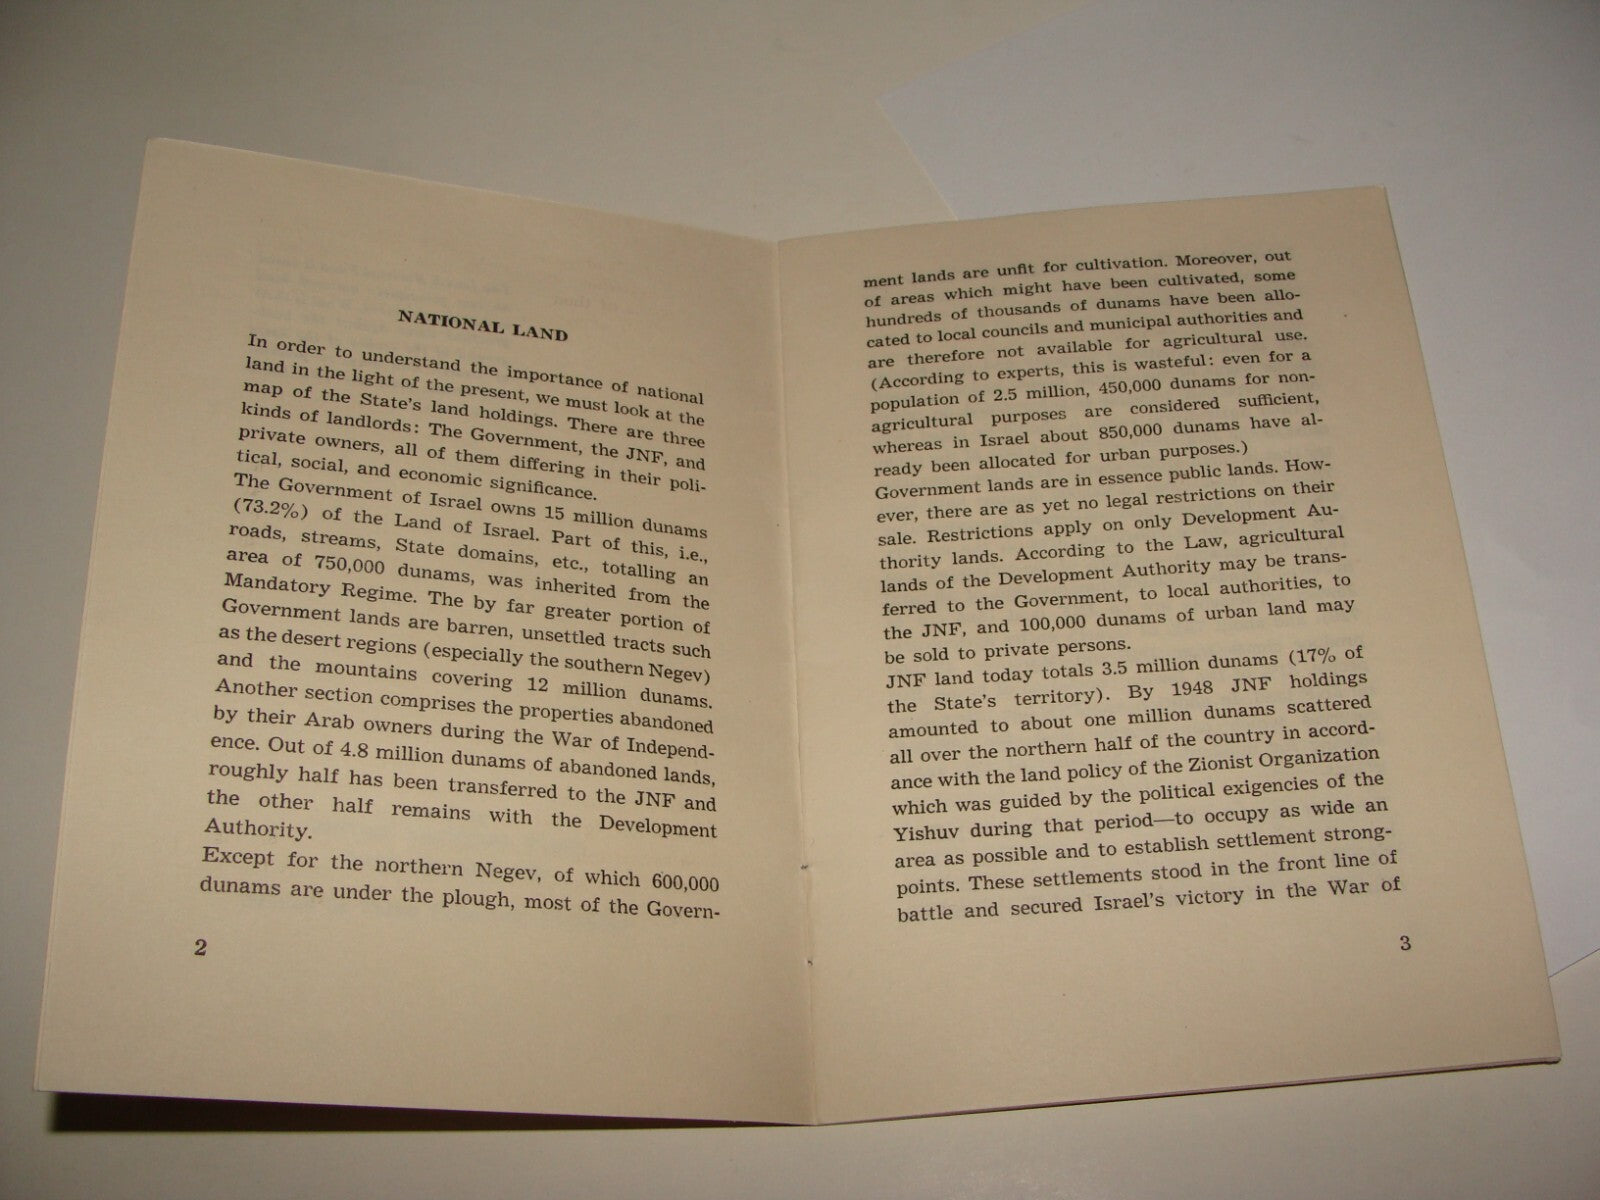 NATIONAL LAND
In order to understand the importance of national
land in the light of the present, we must look at the
map of the State's land holdings. There are three
kinds of landlords: The Government, the JNF, and
private owners, all of them differing in their poli-
tical, social, and economic significance.
The Government of Israel owns 15 million dunams
(73.2%) of the Land of Israel. Part of this, i.e.,
roads, streams, State domains, etc., totalling an
area of 750,000 dunams, was inherited from the
Mandatory Regime. The by far greater portion of
Government lands are barren, unsettled tracts such
as the desert regions (especially the southern Negev)
and the mountains covering 12 million dunams.
Another section comprises the properties abandoned
by their Arab owners during the War of Independ-
ence. Out of 4.8 million dunams of abandoned lands,
roughly half has been transferred to the JNF and
the other half remains with the Development
Authority.
Except for the northern Negev, of which 600,000
dunams are under the plough, most of the Govern-
2
ment lands are unfit for cultivation. Moreover, out
of areas which might have been cultivated, some
hundreds of thousands of dunams have been allo-
cated to local councils and municipal authorities and
are therefore not available for agricultural use.
(According to experts, this is wasteful: even for a
population of 2.5 million, 450,000 dunams for non-
agricultural purposes are considered sufficient,
whereas in Israel about 850,000 dunams have al-
ready been allocated for urban purposes.)
Government lands are in essence public lands. How-
ever, there are as yet no legal restrictions on their
sale. Restrictions apply on only Development Au-
thority lands. According to the Law, agricultural
lands of the Development Authority may be trans-
ferred to the Government, to local authorities, to
the JNF, and 100,000 dunams of urban land may
be sold to private persons.
JNF land today totals 3.5 million dunams (17% of
the State's territory). By 1948 JNF holdings
amounted to about one million dunams scattered
all over the northern half of the country in accord-
ance with the land policy of the Zionist Organization
which was guided by the political exigencies of the
Yishuv during that period—to occupy as wide an
area as possible and to establish settlement strong-
points. These settlements stood in the front line of
battle and secured Israel's victory in the War of
3